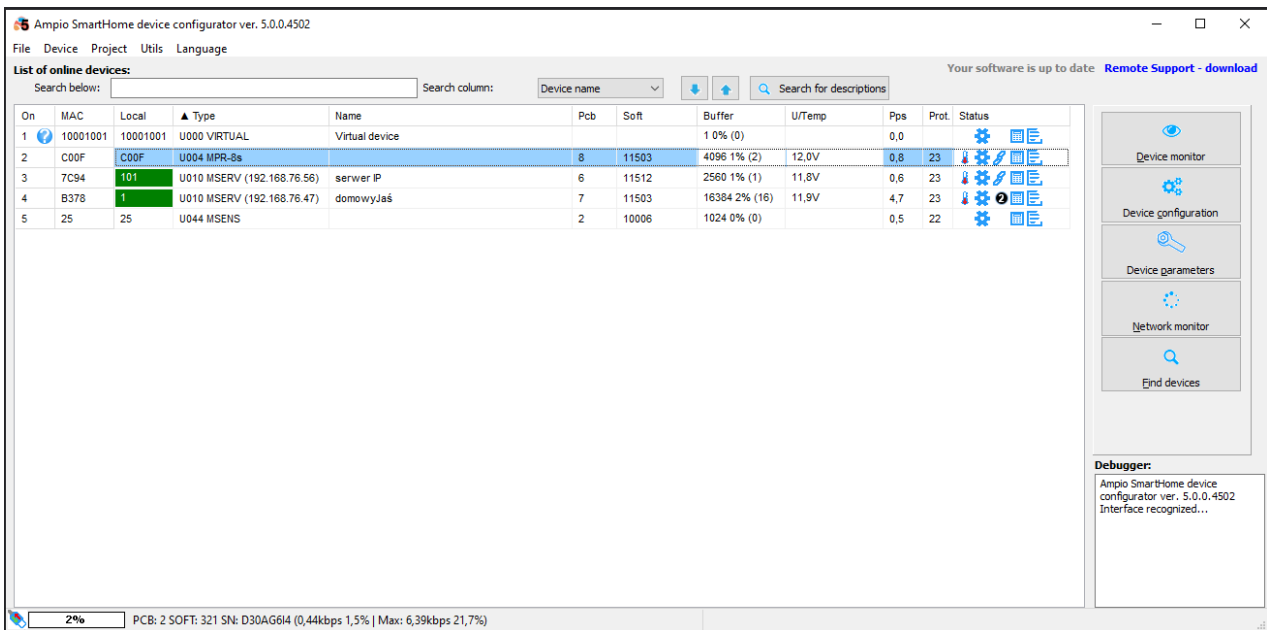 Ampio SmartHome device configurator ver. 5.0.0.4502
File Device Project Utils Language
List of online devices:
Your software is up to date Remote Support - download
Search below: Search column: Device name Search for descriptions
On MAC Local ▲ Type Name Pcb Soft Buffer U/Temp Pps Prot. Status
1 10001001 10001001 U000 VIRTUAL Virtual device 1 0% (0) 0,0
2 C00F C00F U004 MPR-8s 8 11503 4096 1% (2) 12,0V 0,8 23
3 7C94 101 U010 MSERV (192.168.76.56) serwer IP 6 11512 2560 1% (1) 11,8V 0,6 23
4 B378 1 U010 MSERV (192.168.76.47) domowyJaś 7 11503 16384 2% (16) 11,9V 4,7 23 2
5 25 25 U044 MSENS 2 10006 1024 0% (0) 0,5 22
Device monitor
Device configuration
Device parameters
Network monitor
Find devices
Debugger:
Ampio SmartHome device
configurator ver. 5.0.0.4502
Interface recognized...
2% PCB: 2 SOFT: 321 SN: D30AG6I4 (0,44kbps 1,5% | Max: 6,39kbps 21,7%)